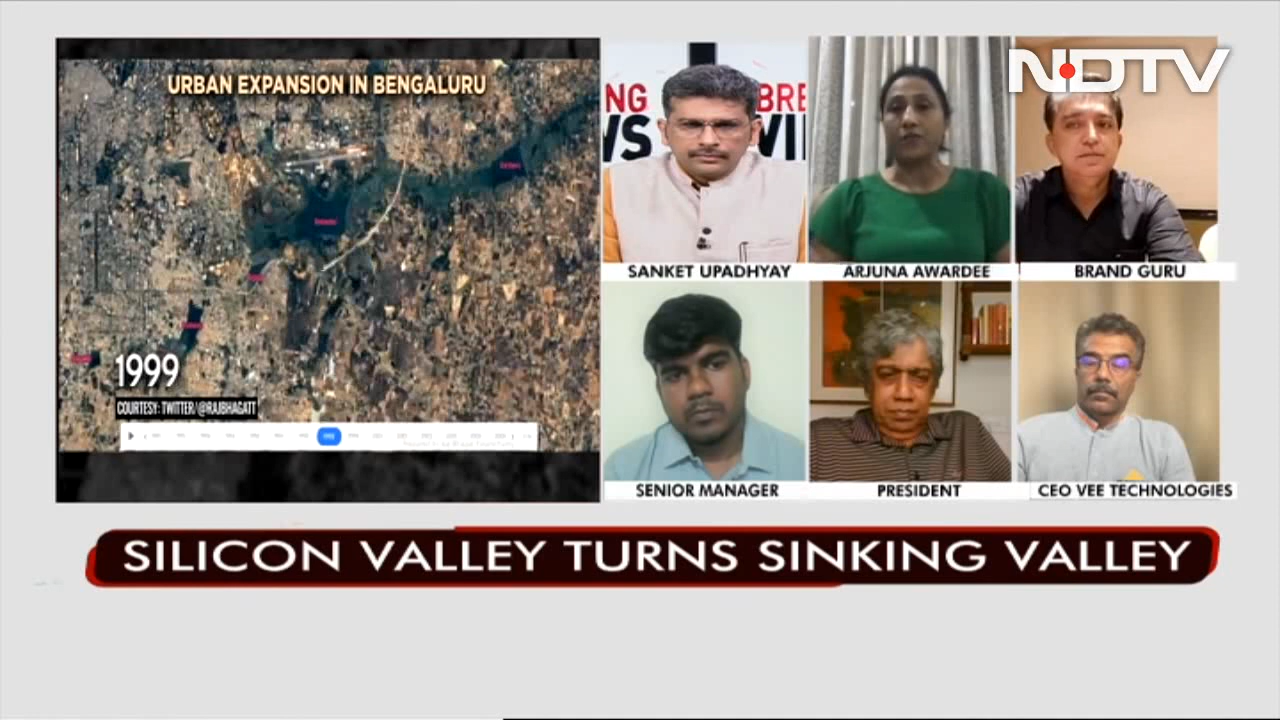 NDTV
URBAN EXPANSION IN BENGALURU
1999
COURTESY: TWITTER/@RAJBHAGATT
SANKET UPADHYAY
ARJUNA AWARDEE
BRAND GURU
SENIOR MANAGER
PRESIDENT
CEO VEE TECHNOLOGIES
SILICON VALLEY TURNS SINKING VALLEY